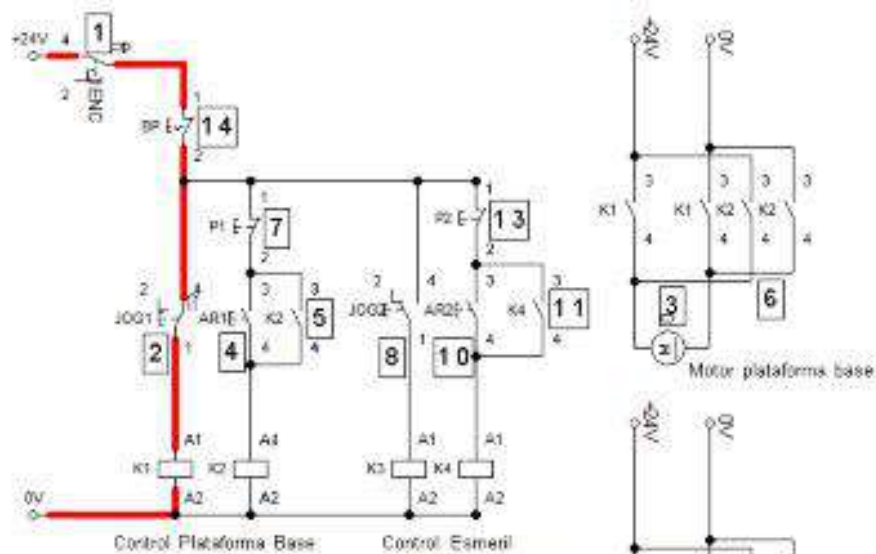 +24V 4 1
2 ENC
1
BP 14
2
1
P1 7
2
1
P2 13
2
2 4
JOG1
2 1
3 3
AR1 K2 5
4 4 4
2 4
JOG2
8 1
3 3
AR2 K4 11
10 4 4
A1 A1 A1
K1 K2 K3 K4
A2 A2 A2 A2
0V
Control Plataforma Base
Control Esmeril
+24V 0V
3 3 3 3
K1 K1 K2 K2
4 4 4 4
3 6
M
Motor plataforma base
+24V 0V